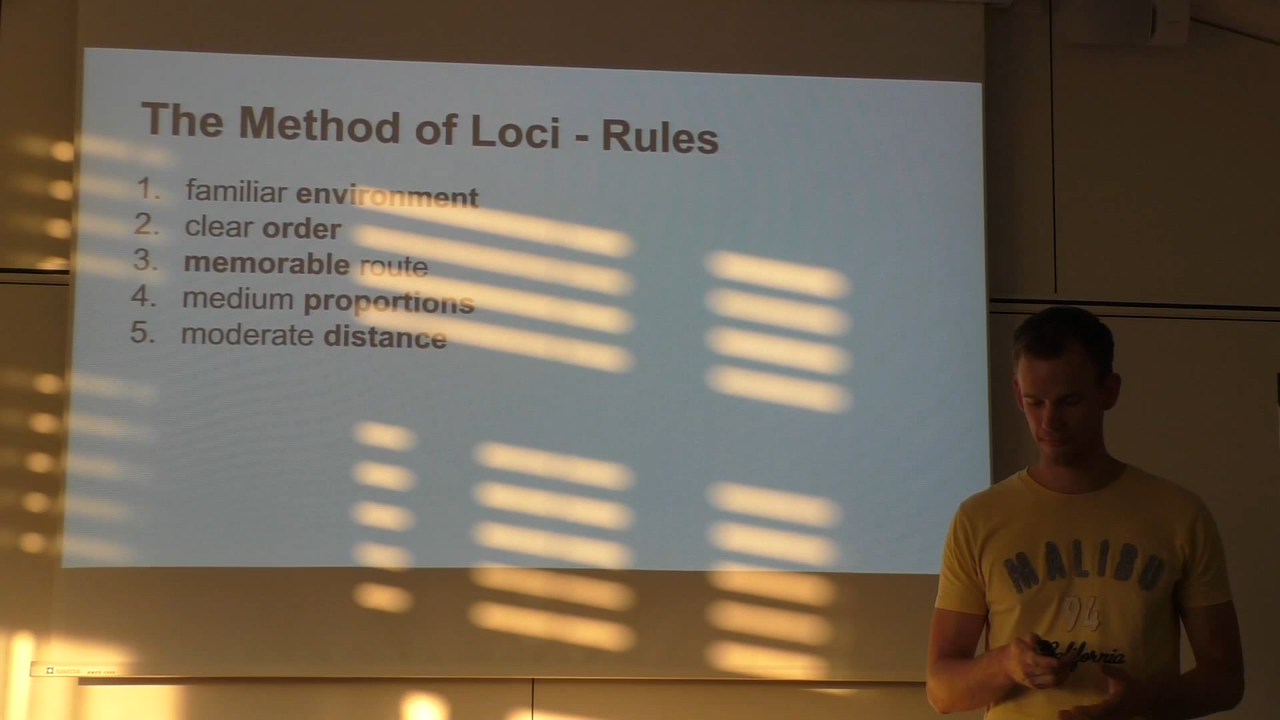 The Method of Loci - Rules
1. familiar environment
2. clear order
3. memorable route
4. medium proportions
5. moderate distance
MALIBU
94
California